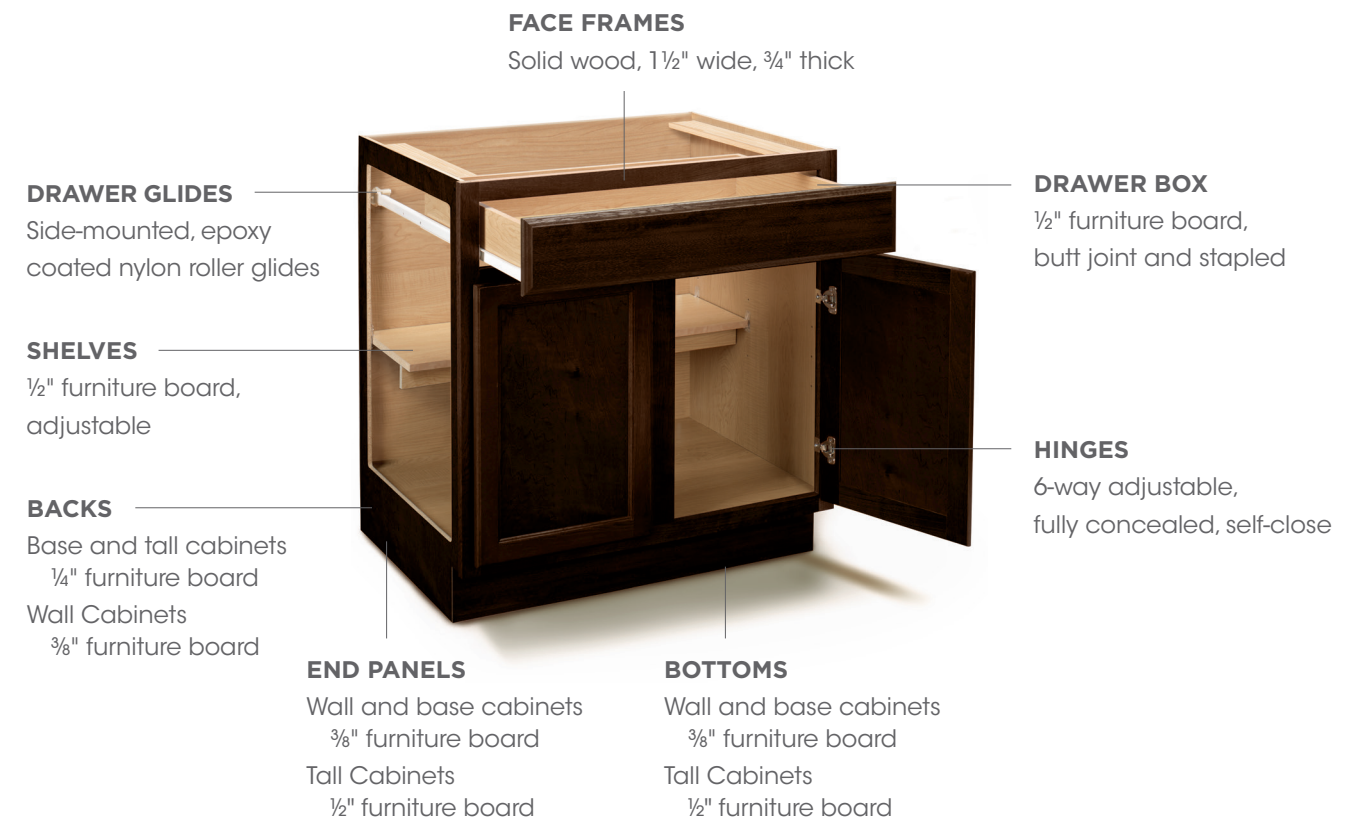 FACE FRAMES
Solid wood, 1½" wide, ¾" thick
DRAWER GLIDES
Side-mounted, epoxy
coated nylon roller glides
DRAWER BOX
½" furniture board,
butt joint and stapled
SHELVES
½" furniture board,
adjustable
HINGES
6-way adjustable,
fully concealed, self-close
BACKS
Base and tall cabinets
¼" furniture board
Wall Cabinets
⅜" furniture board
END PANELS
Wall and base cabinets
⅜" furniture board
Tall Cabinets
½" furniture board
BOTTOMS
Wall and base cabinets
⅜" furniture board
Tall Cabinets
½" furniture board